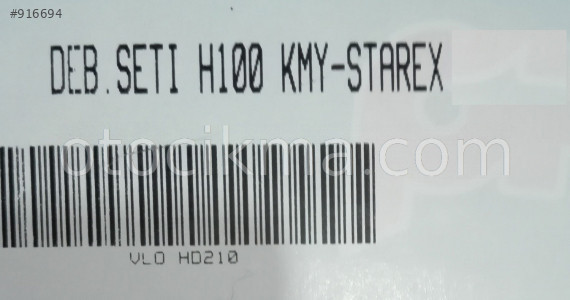 #916694
DEB.SETI H100 KMY-STAREX
otocikma.com
VLO HD210